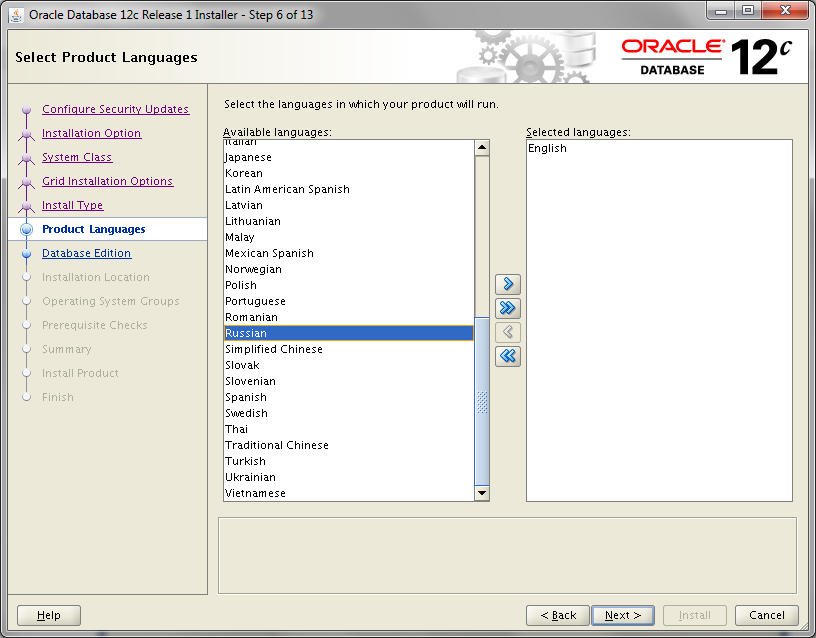 Oracle Database 12c Release 1 Installer - Step 6 of 13
Select Product Languages
ORACLE
DATABASE
12c
Configure Security Updates
Installation Option
System Class
Grid Installation Options
Install Type
Product Languages
Database Edition
Installation Location
Operating System Groups
Prerequisite Checks
Summary
Install Product
Finish
Select the languages in which your product will run.
Available languages:
Italian
Japanese
Korean
Latin American Spanish
Latvian
Lithuanian
Malay
Mexican Spanish
Norwegian
Polish
Portuguese
Romanian
Russian
Simplified Chinese
Slovak
Slovenian
Spanish
Swedish
Thai
Traditional Chinese
Turkish
Ukrainian
Vietnamese
Selected languages:
English
Help
< Back
Next >
Install
Cancel